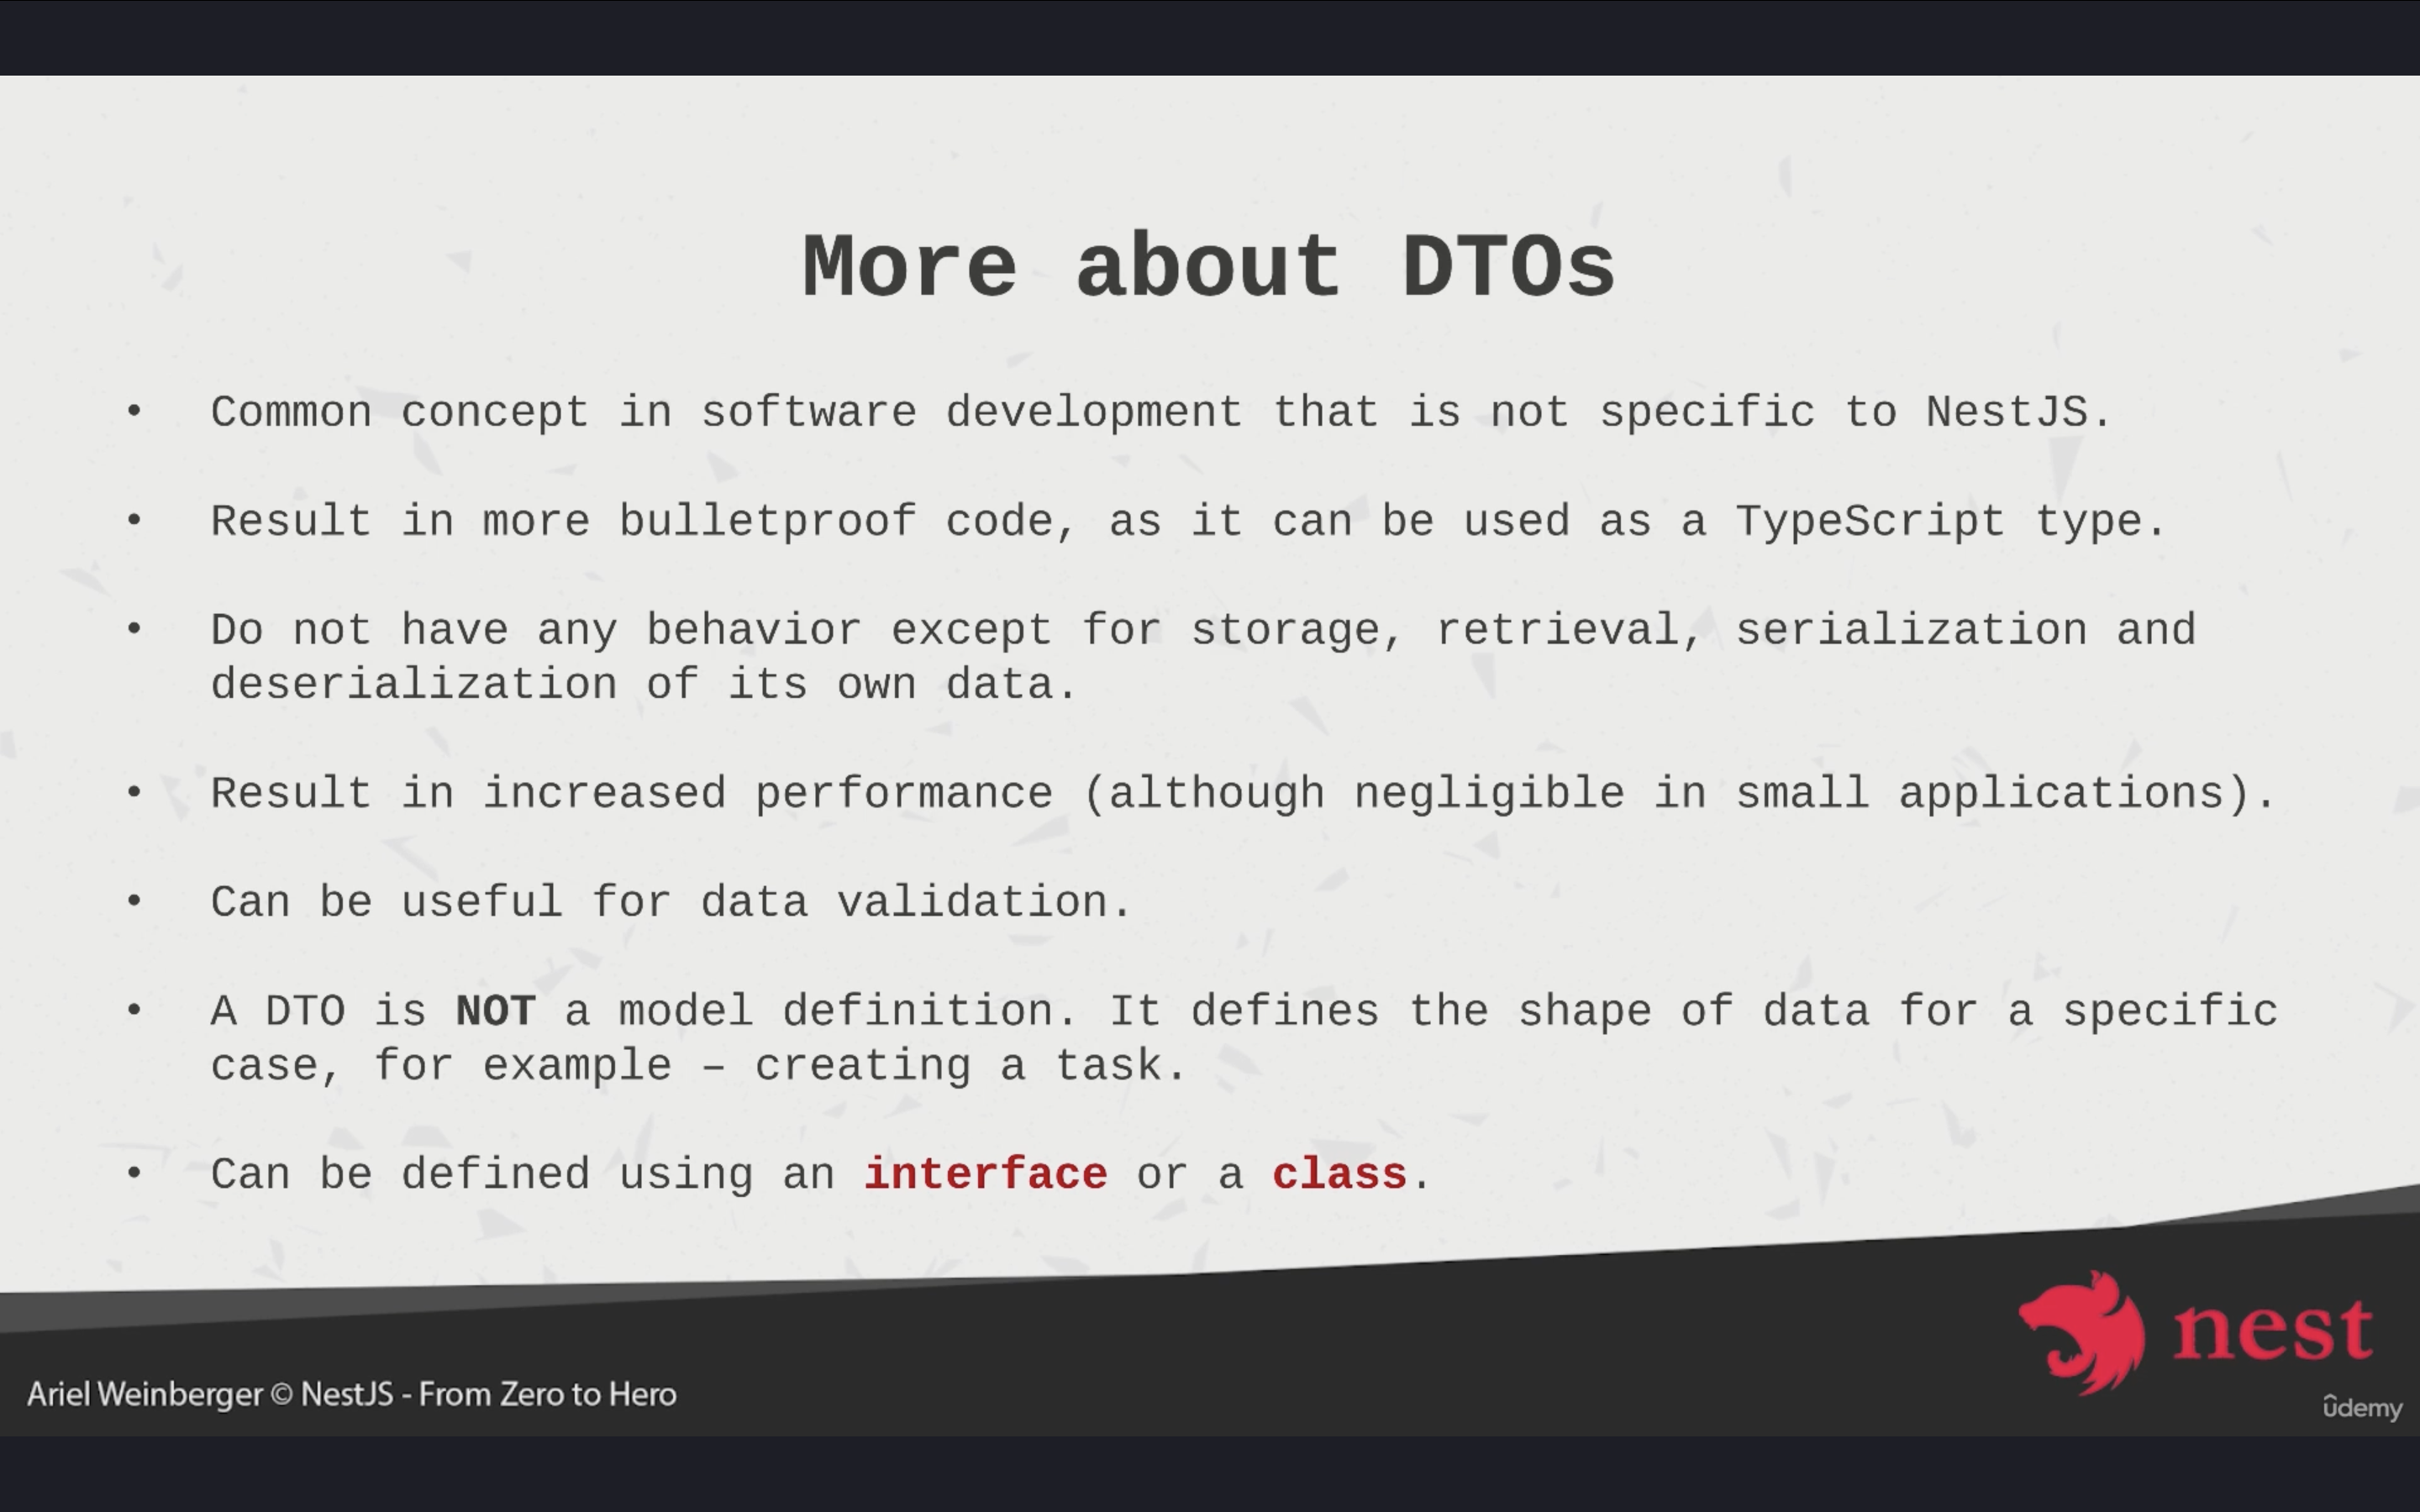 More about DTOs
• Common concept in software development that is not specific to NestJS.
• Result in more bulletproof code, as it can be used as a TypeScript type.
• Do not have any behavior except for storage, retrieval, serialization and
deserialization of its own data.
• Result in increased performance (although negligible in small applications).
• Can be useful for data validation.
• A DTO is NOT a model definition. It defines the shape of data for a specific
case, for example – creating a task.
• Can be defined using an interface or a class.
nest
Ariel Weinberger © NestJS - From Zero to Hero
ûdemy